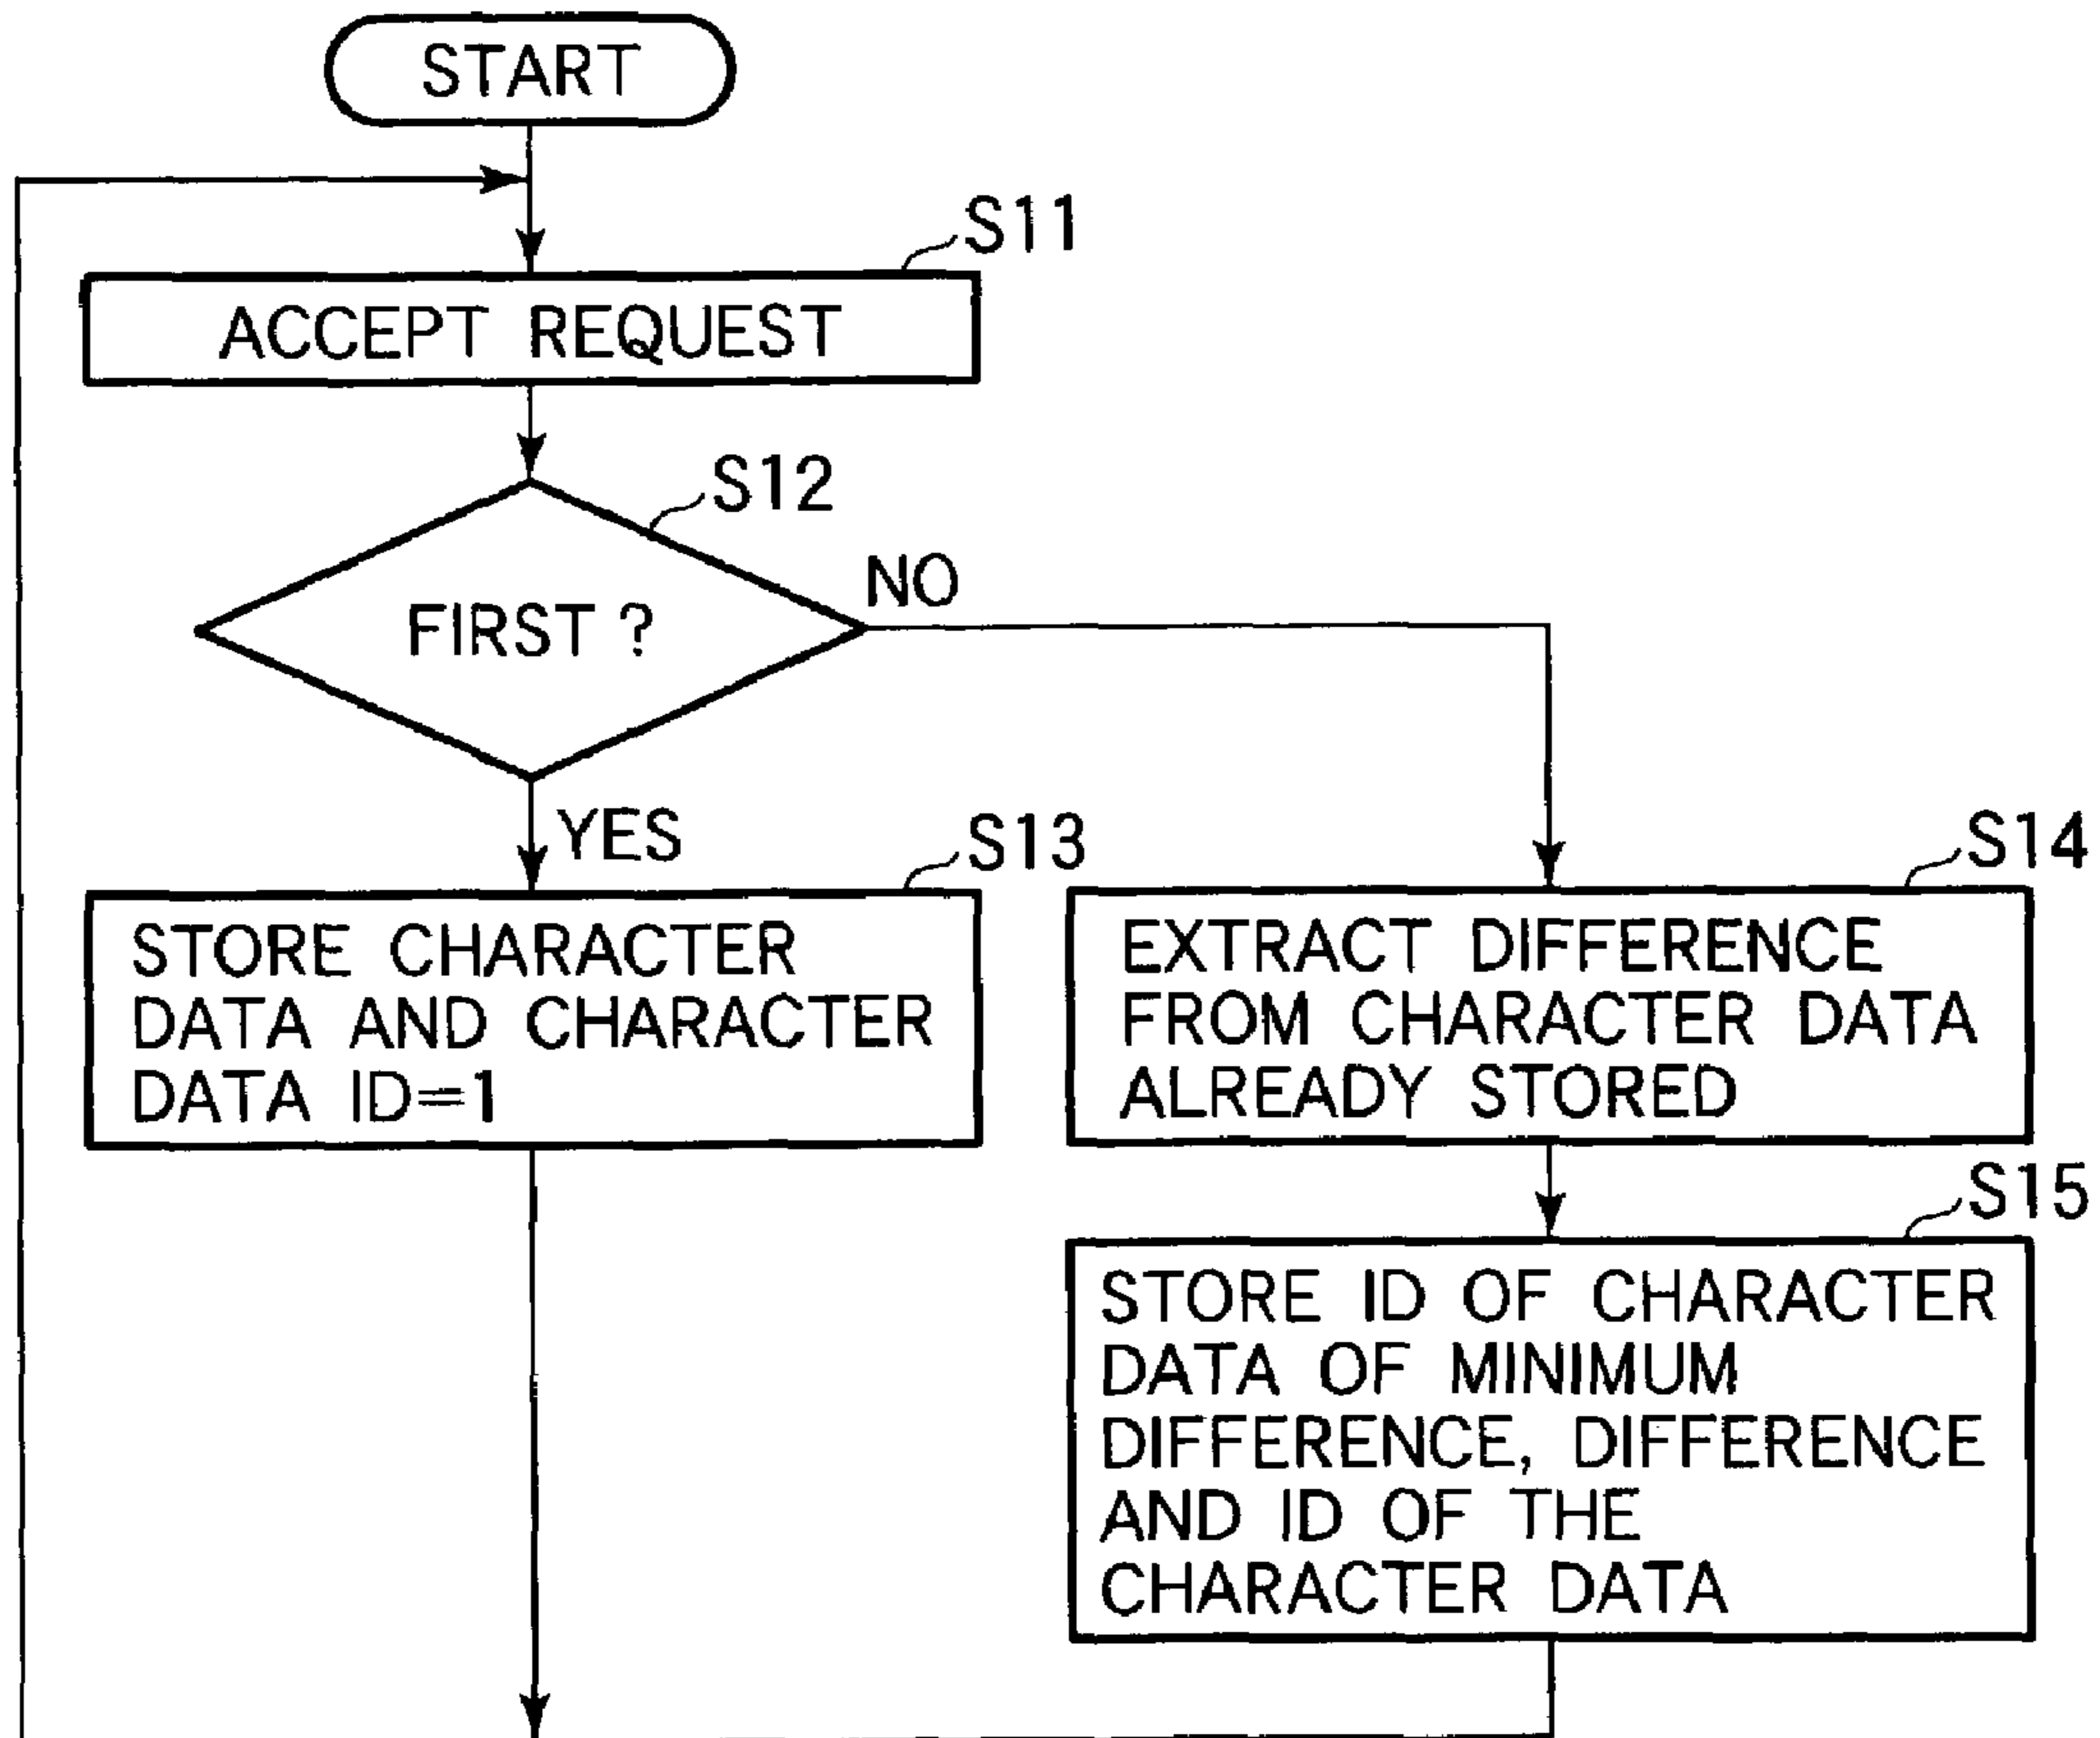 START
S11
ACCEPT REQUEST
S12
FIRST ?
NO
YES
S13
STORE CHARACTER
DATA AND CHARACTER
DATA ID=1
S14
EXTRACT DIFFERENCE
FROM CHARACTER DATA
ALREADY STORED
S15
STORE ID OF CHARACTER
DATA OF MINIMUM
DIFFERENCE, DIFFERENCE
AND ID OF THE
CHARACTER DATA